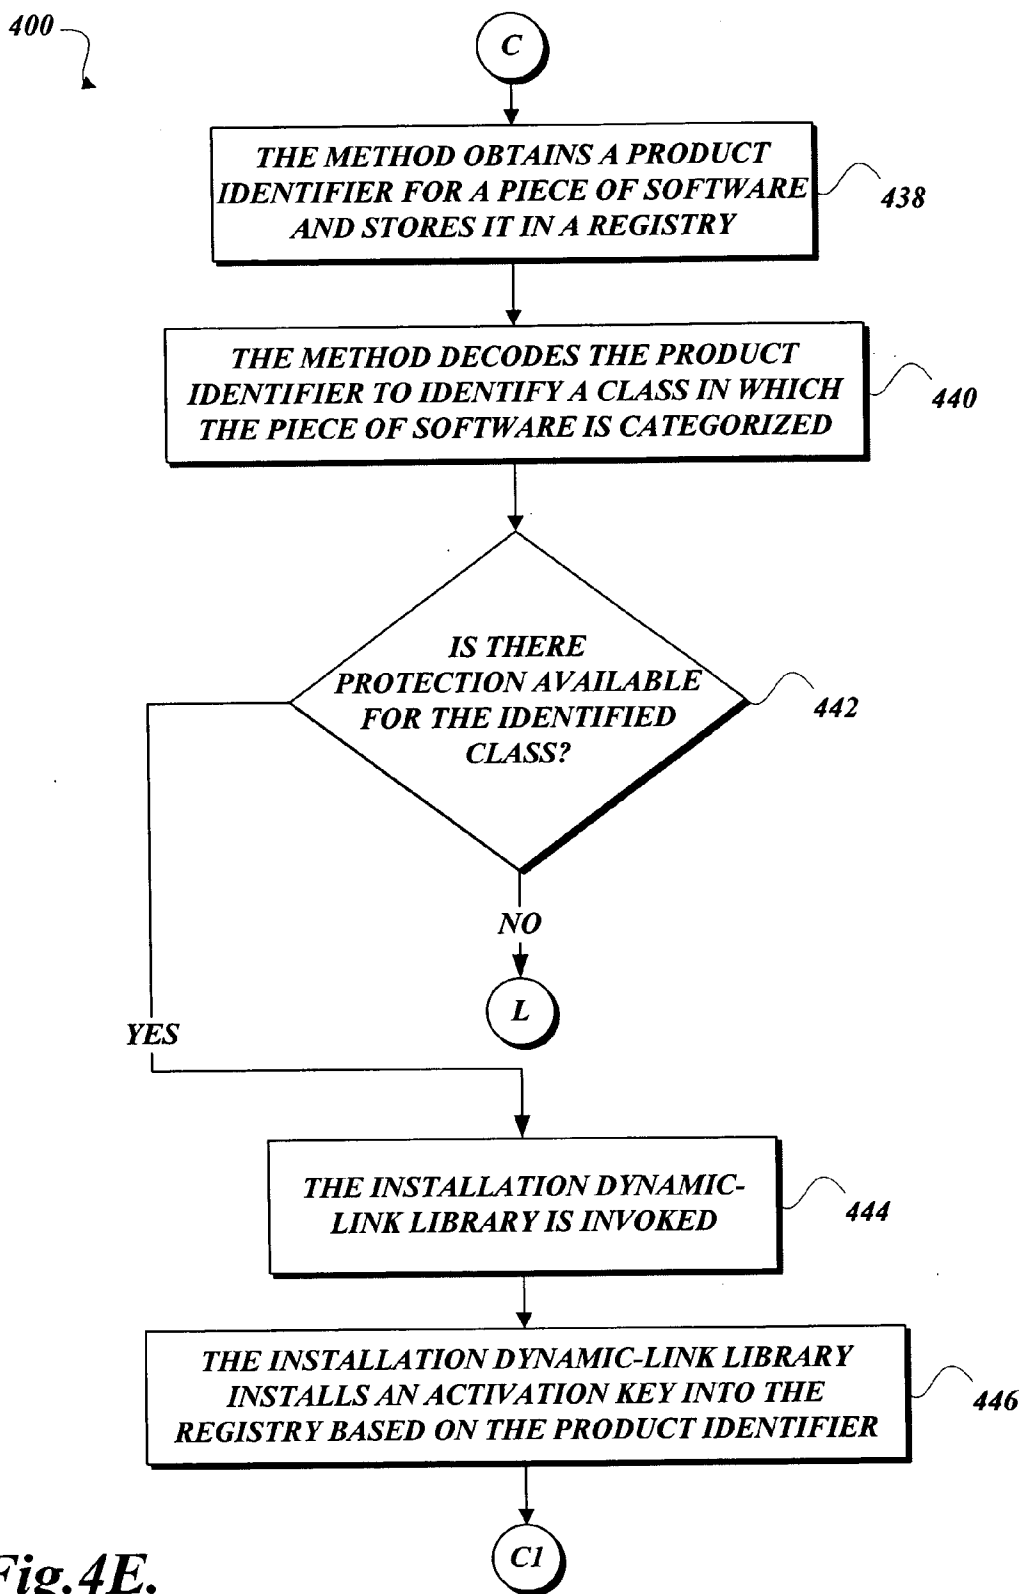 400
C
THE METHOD OBTAINS A PRODUCT
IDENTIFIER FOR A PIECE OF SOFTWARE
AND STORES IT IN A REGISTRY
438
THE METHOD DECODES THE PRODUCT
IDENTIFIER TO IDENTIFY A CLASS IN WHICH
THE PIECE OF SOFTWARE IS CATEGORIZED
440
IS THERE
PROTECTION AVAILABLE
FOR THE IDENTIFIED
CLASS?
442
NO
L
YES
THE INSTALLATION DYNAMIC-
LINK LIBRARY IS INVOKED
444
THE INSTALLATION DYNAMIC-LINK LIBRARY
INSTALLS AN ACTIVATION KEY INTO THE
REGISTRY BASED ON THE PRODUCT IDENTIFIER
446
C1
Fig.4E.